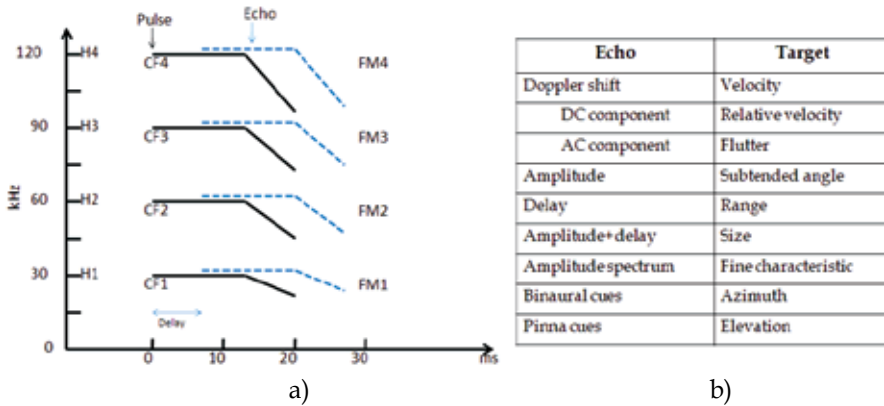 Pulse
Echo
120
H4
CF4
FM4
90
H3
CF3
FM3
kHz
60
H2
CF2
FM2
30
H1
CF1
FM1
Delay
0
0
10
20
30
ms
a)
Echo Target
Doppler shift Velocity
DC component Relative velocity
AC component Flutter
Amplitude Subtended angle
Delay Range
Amplitude+delay Size
Amplitude spectrum Fine characteristic
Binaural cues Azimuth
Pinna cues Elevation
b)